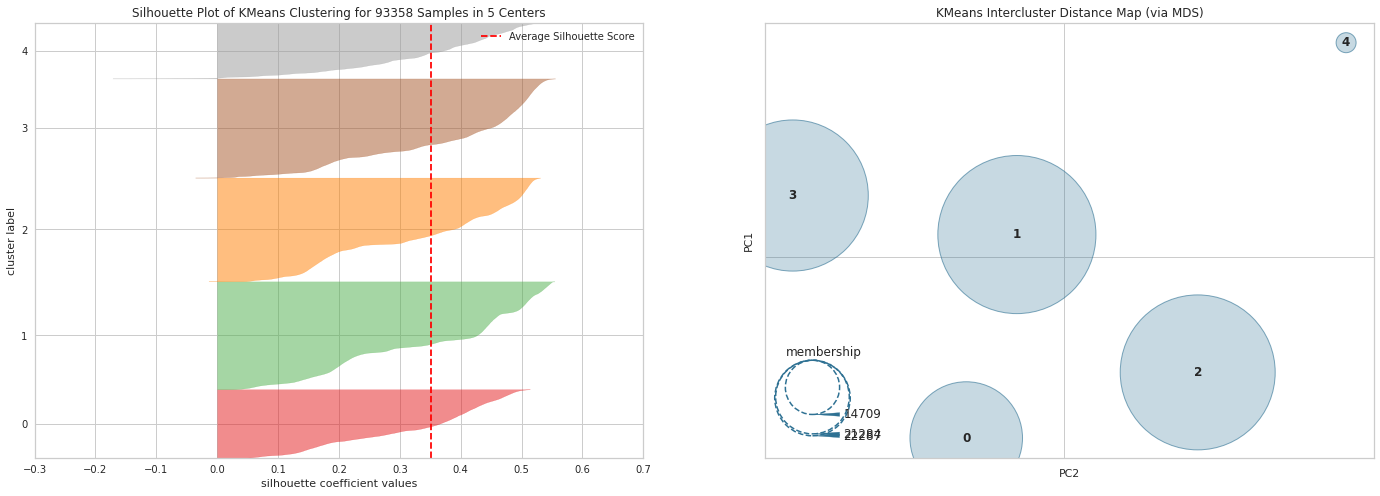 Silhouette Plot of KMeans Clustering for 93358 Samples in 5 Centers
Average Silhouette Score
cluster label
4
3
2
1
0
−0.3 −0.2 −0.1 0.0 0.1 0.2 0.3 0.4 0.5 0.6 0.7
silhouette coefficient values
KMeans Intercluster Distance Map (via MDS)
4
3
1
2
0
membership
14709
PC1
PC2